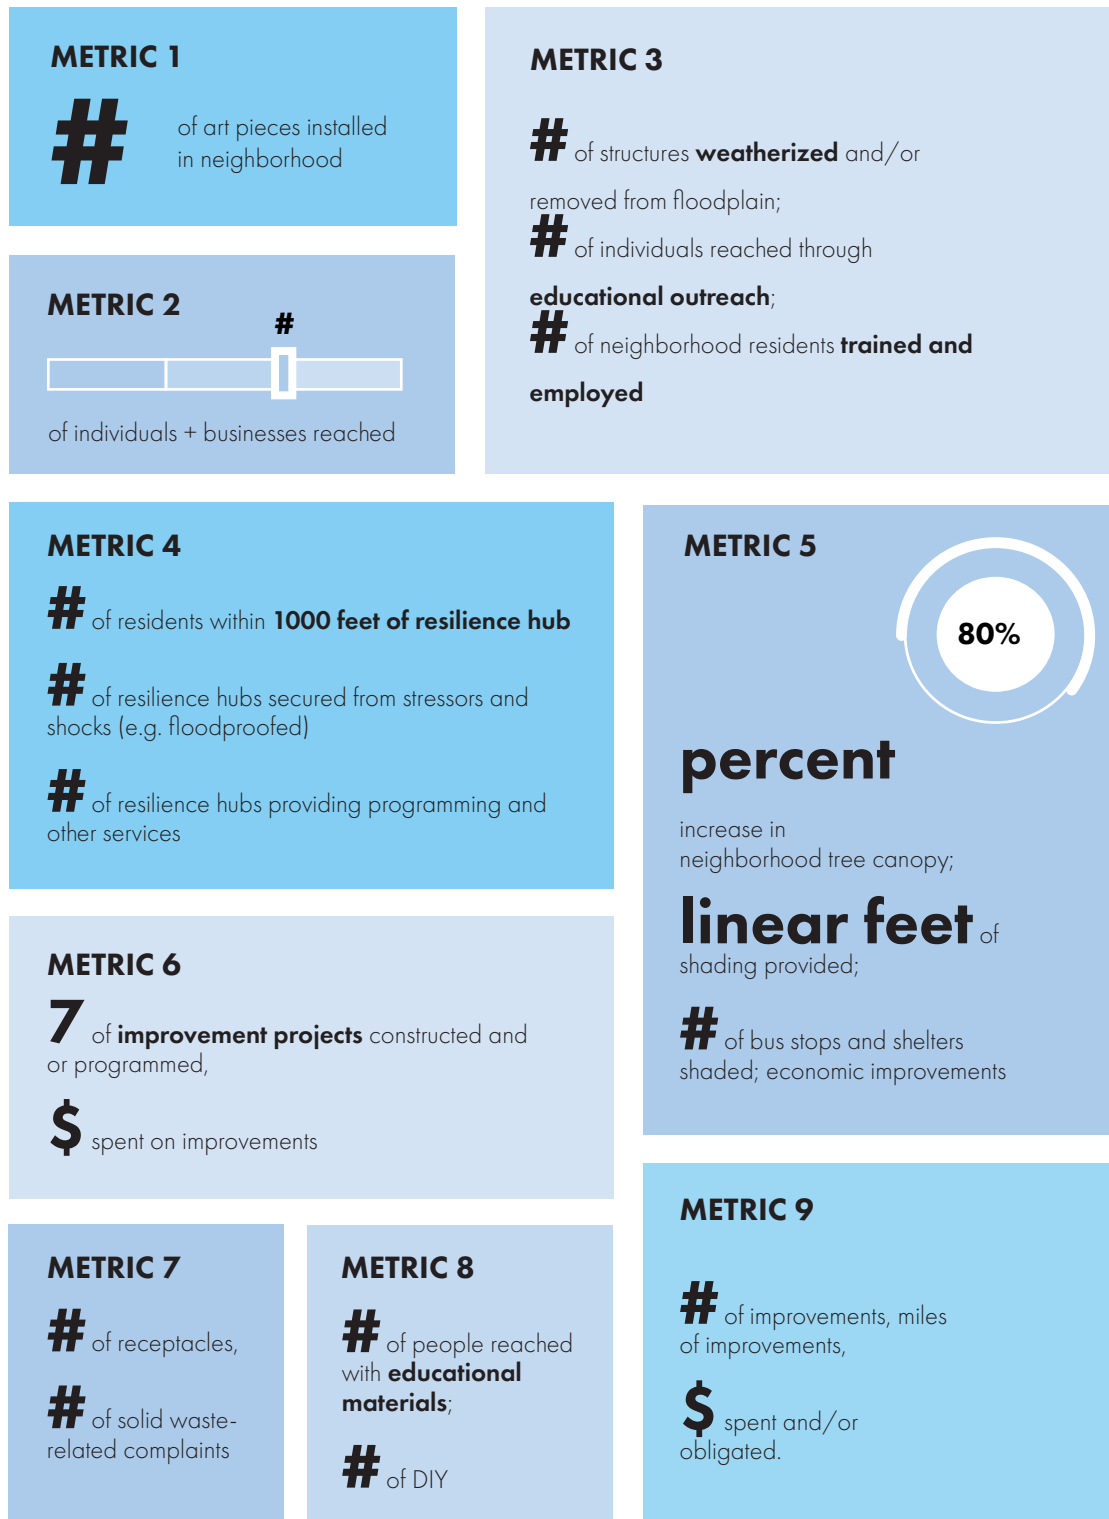 METRIC 1
# of art pieces installed
in neighborhood
METRIC 2
#
of individuals + businesses reached
METRIC 3
# of structures weatherized and/or
removed from floodplain;
# of individuals reached through
educational outreach;
# of neighborhood residents trained and
employed
METRIC 4
# of residents within 1000 feet of resilience hub
# of resilience hubs secured from stressors and
shocks (e.g. floodproofed)
# of resilience hubs providing programming and
other services
METRIC 5
80%
percent
increase in
neighborhood tree canopy;
linear feet of
shading provided;
# of bus stops and shelters
shaded; economic improvements
METRIC 6
7 of improvement projects constructed and
or programmed,
$ spent on improvements
METRIC 7
# of receptacles,
# of solid waste-
related complaints
METRIC 8
# of people reached
with educational
materials;
# of DIY
METRIC 9
# of improvements, miles
of improvements,
$ spent and/or
obligated.